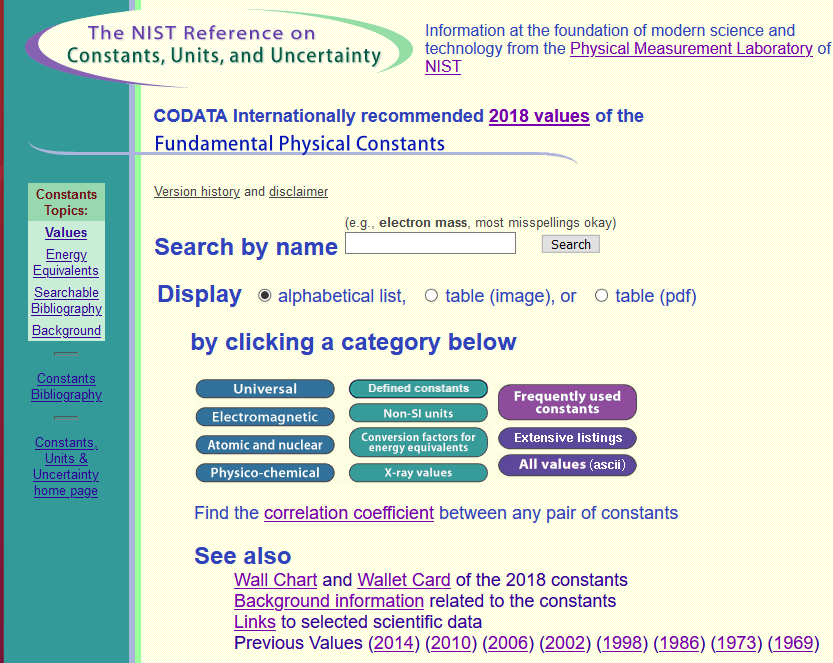 The NIST Reference on
Constants, Units, and Uncertainty
Information at the foundation of modern science and
technology from the Physical Measurement Laboratory of
NIST
CODATA Internationally recommended 2018 values of the
Fundamental Physical Constants
Constants
Topics:
Values
Energy
Equivalents
Searchable
Bibliography
Background
Constants
Bibliography
Constants,
Units &
Uncertainty
home page
Version history and disclaimer
(e.g., electron mass, most misspellings okay)
Search by name Search
Display alphabetical list, table (image), or table (pdf)
by clicking a category below
Universal
Electromagnetic
Atomic and nuclear
Physico-chemical
Defined constants
Non-SI units
Conversion factors for
energy equivalents
X-ray values
Frequently used
constants
Extensive listings
All values (ascii)
Find the correlation coefficient between any pair of constants
See also
Wall Chart and Wallet Card of the 2018 constants
Background information related to the constants
Links to selected scientific data
Previous Values (2014) (2010) (2006) (2002) (1998) (1986) (1973) (1969)